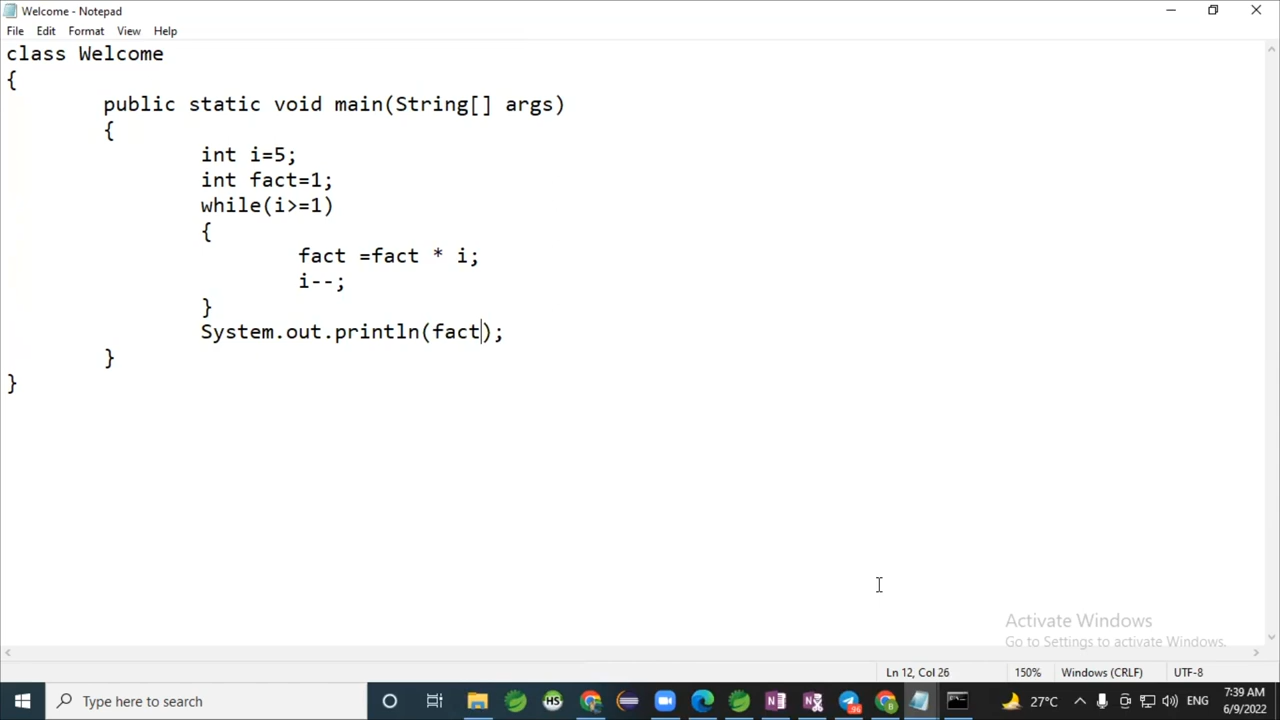 Welcome - Notepad
File Edit Format View Help
class Welcome
{
public static void main(String[] args)
{
int i=5;
int fact=1;
while(i>=1)
{
fact =fact * i;
i--;
}
System.out.println(fact);
}
}
Activate Windows
Go to Settings to activate Windows.
Ln 12, Col 26 150% Windows (CRLF) UTF-8
Type here to search HS 96 B 27°C ENG 7:39 AM
6/9/2022